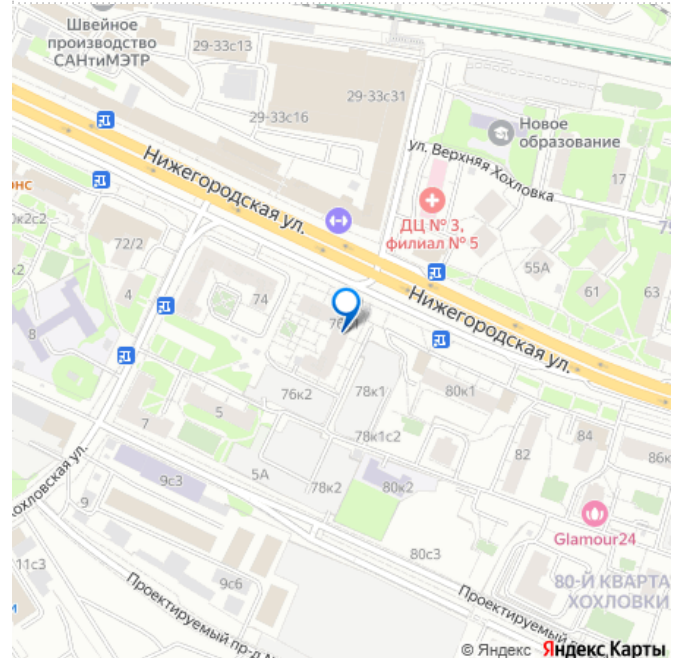 Швейное
производство
САНтиМЭТР
29-33с13
29-33с31
29-33с16
Новое
образование
ул. Верхняя Хохловка
17
Нижегородская ул.
ДЦ № 3,
филиал № 5
72/2
4
8
74
55А
61
63
Нижегородская ул.
76к2
78к1
80к1
5
7
78к1с2
82
84
86к
Хохловская ул.
9с3
5А
78к2
80к2
9
Glamour24
11с3
9с6
80с3
80-Й КВАРТА
ХОХЛОВКИ
Проектируемый пр-д
Проектируемый
© Яндекс Яндекс Карты